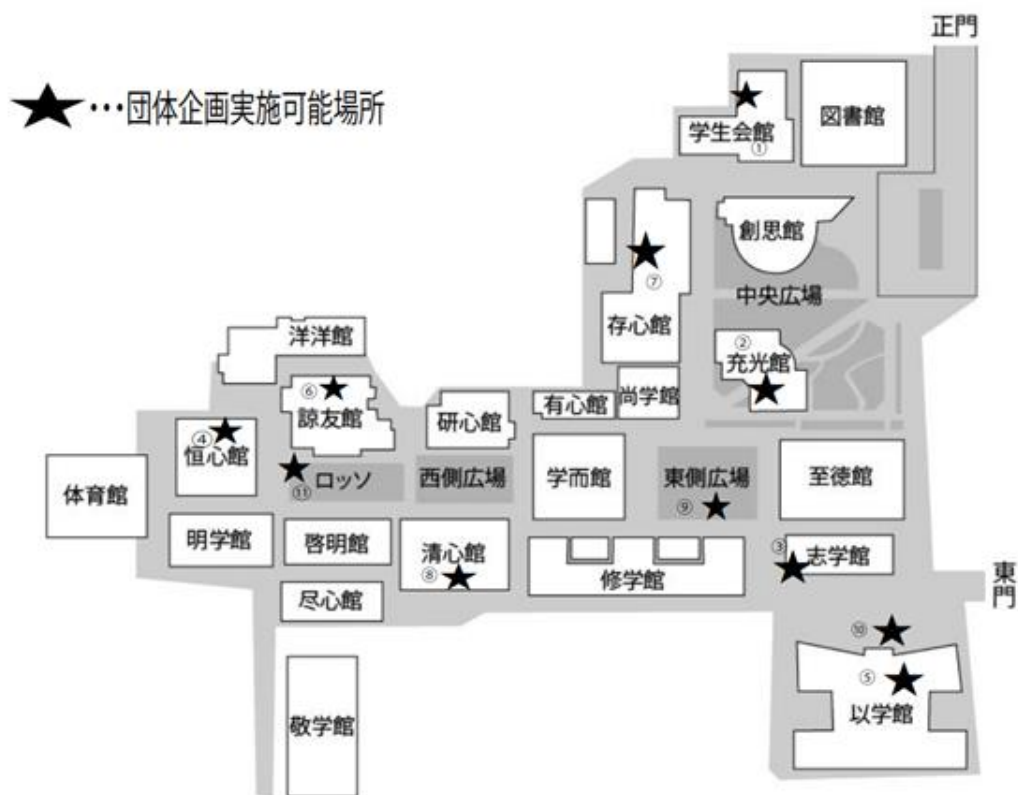 正門
★…団体企画実施可能場所
図書館
学生会館
①
創思館
⑦
中央広場
存心館
②
充光館
洋洋館
尚学館
有心館
⑥
諒友館
研心館
④
恒心館
⑪
ロッソ
西側広場
学而館
東側広場
⑨
至徳館
体育館
明学館
啓明館
清心館
⑧
修学館
③
志学館
東門
尽心館
⑩
⑤
以学館
敬学館